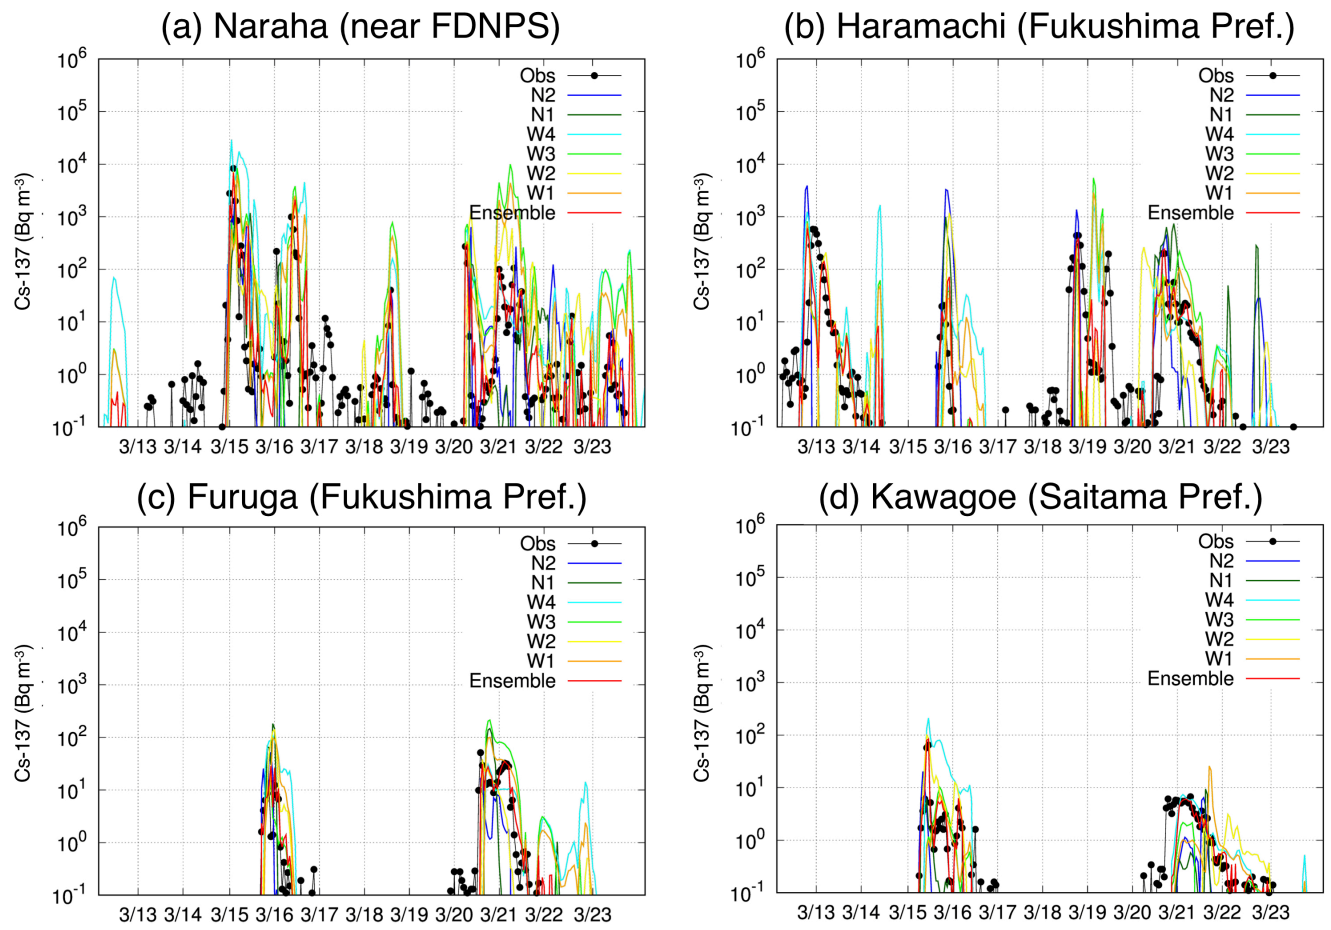 (a) Naraha (near FDNPS)
Cs-137 (Bq m-3)
10^6
10^5
10^4
10^3
10^2
10^1
10^0
10^-1
Obs
N2
N1
W4
W3
W2
W1
Ensemble
3/13 3/14 3/15 3/16 3/17 3/18 3/19 3/20 3/21 3/22 3/23
(b) Haramachi (Fukushima Pref.)
Cs-137 (Bq m-3)
10^6
10^5
10^4
10^3
10^2
10^1
10^0
10^-1
Obs
N2
N1
W4
W3
W2
W1
Ensemble
3/13 3/14 3/15 3/16 3/17 3/18 3/19 3/20 3/21 3/22 3/23
(c) Furuga (Fukushima Pref.)
Cs-137 (Bq m-3)
10^6
10^5
10^4
10^3
10^2
10^1
10^0
10^-1
Obs
N2
N1
W4
W3
W2
W1
Ensemble
3/13 3/14 3/15 3/16 3/17 3/18 3/19 3/20 3/21 3/22 3/23
(d) Kawagoe (Saitama Pref.)
Cs-137 (Bq m-3)
10^6
10^5
10^4
10^3
10^2
10^1
10^0
10^-1
Obs
N2
N1
W4
W3
W2
W1
Ensemble
3/13 3/14 3/15 3/16 3/17 3/18 3/19 3/20 3/21 3/22 3/23